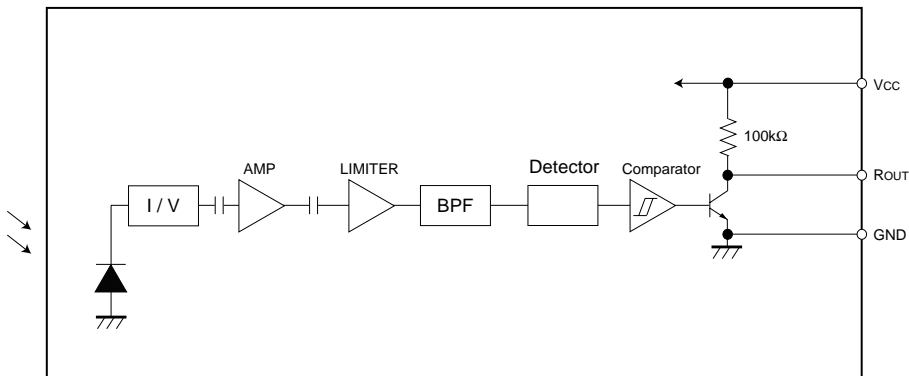 I / V
AMP
LIMITER
BPF
Detector
Comparator
100kΩ
VCC
ROUT
GND